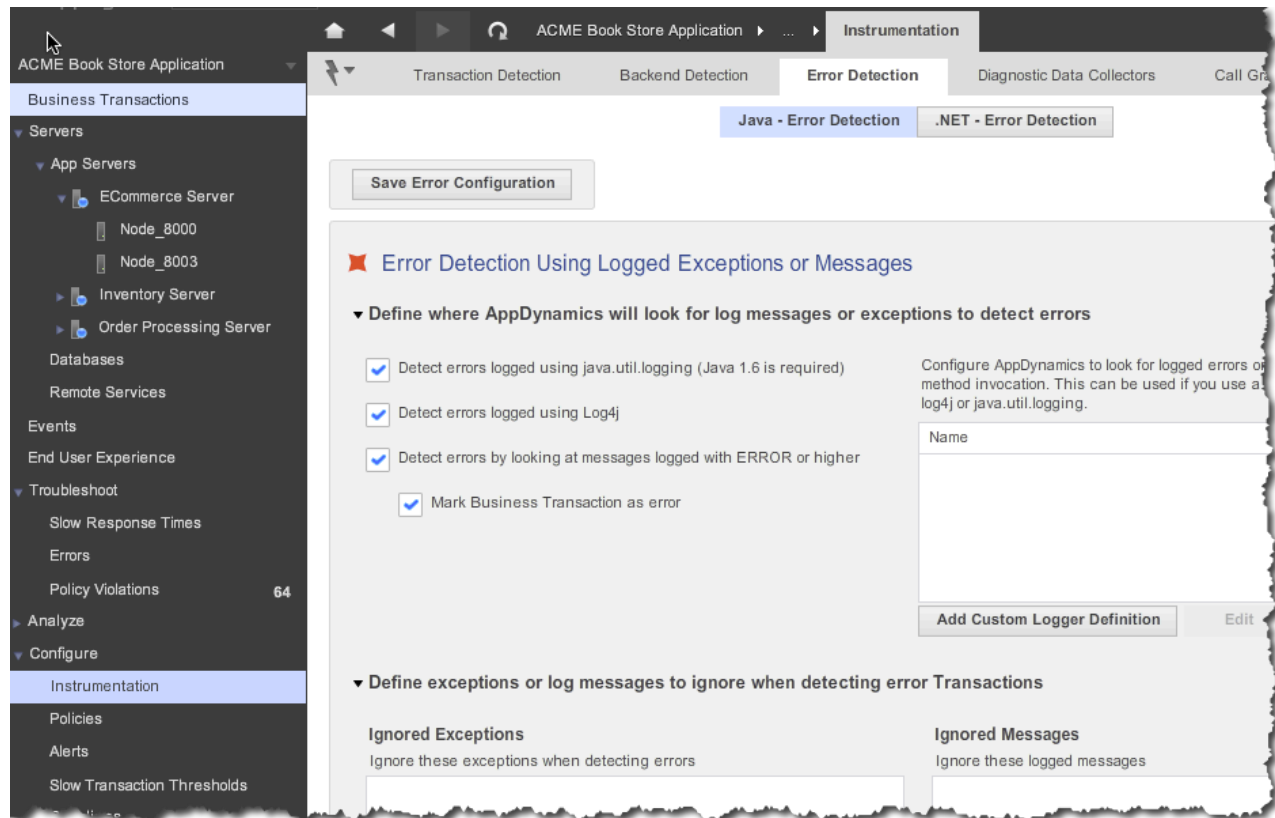 ACME Book Store Application ... Instrumentation
ACME Book Store Application
Business Transactions
Servers
App Servers
ECommerce Server
Node_8000
Node_8003
Inventory Server
Order Processing Server
Databases
Remote Services
Events
End User Experience
Troubleshoot
Slow Response Times
Errors
Policy Violations 64
Analyze
Configure
Instrumentation
Policies
Alerts
Slow Transaction Thresholds
Transaction Detection Backend Detection Error Detection Diagnostic Data Collectors Call
Java - Error Detection .NET - Error Detection
Save Error Configuration
Error Detection Using Logged Exceptions or Messages
Define where AppDynamics will look for log messages or exceptions to detect errors
Detect errors logged using java.util.logging (Java 1.6 is required)
Detect errors logged using Log4j
Detect errors by looking at messages logged with ERROR or higher
Mark Business Transaction as error
Configure AppDynamics to look for logged errors
method invocation. This can be used if you use
log4j or java.util.logging.
Name
Add Custom Logger Definition Edit
Define exceptions or log messages to ignore when detecting error Transactions
Ignored Exceptions
Ignore these exceptions when detecting errors
Ignored Messages
Ignore these logged messages